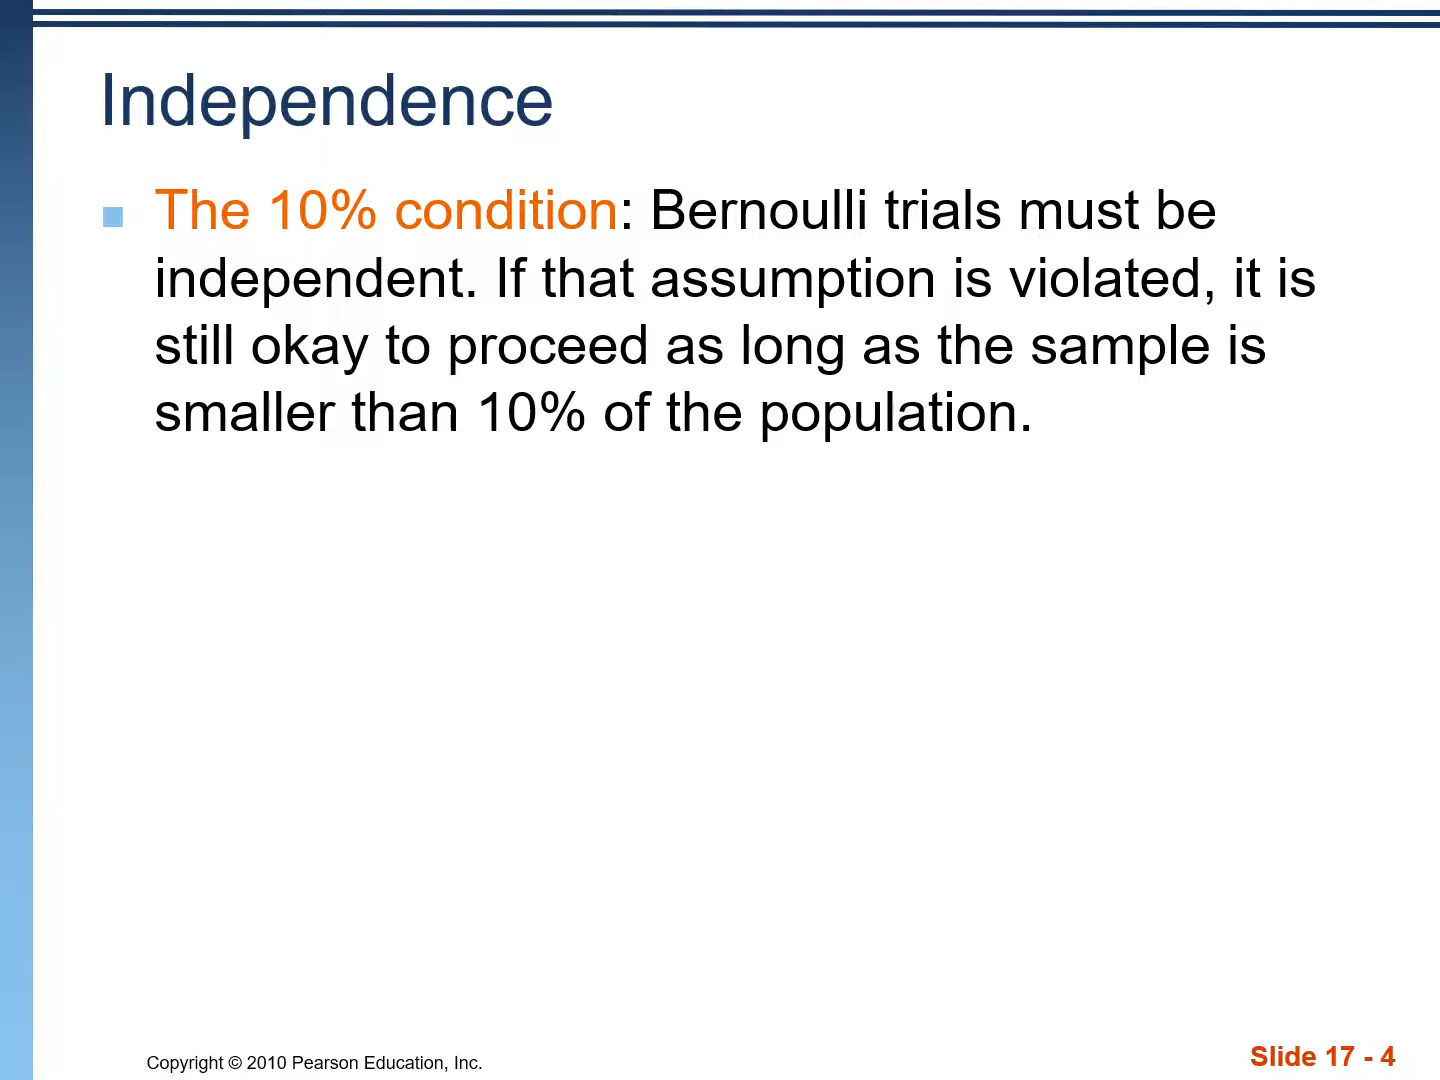 Independence
The 10% condition: Bernoulli trials must be
independent. If that assumption is violated, it is
still okay to proceed as long as the sample is
smaller than 10% of the population.
Copyright © 2010 Pearson Education, Inc.
Slide 17 - 4